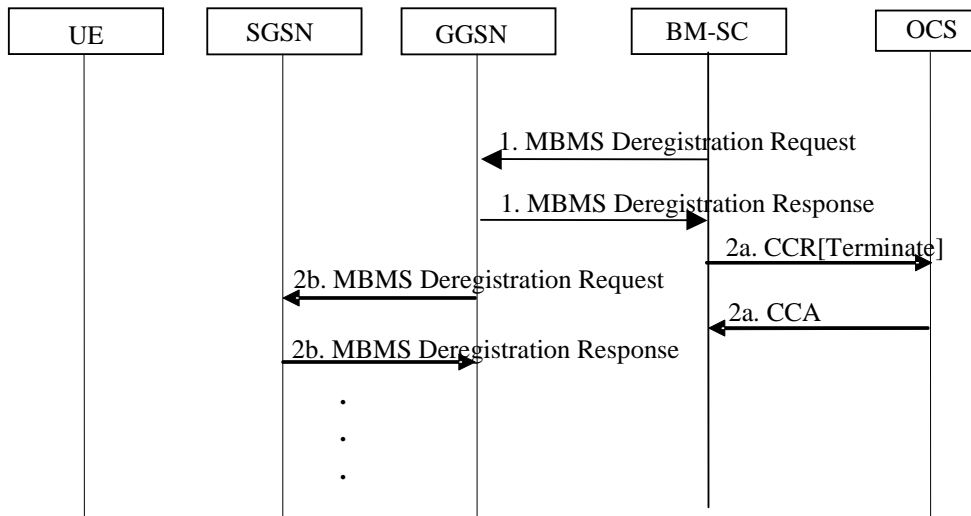 UE
SGSN
GGSN
BM-SC
OCS
1. MBMS Deregistration Request
1. MBMS Deregistration Response
2a. CCR[Terminate]
2b. MBMS Deregistration Request
2a. CCA
2b. MBMS Deregistration Response